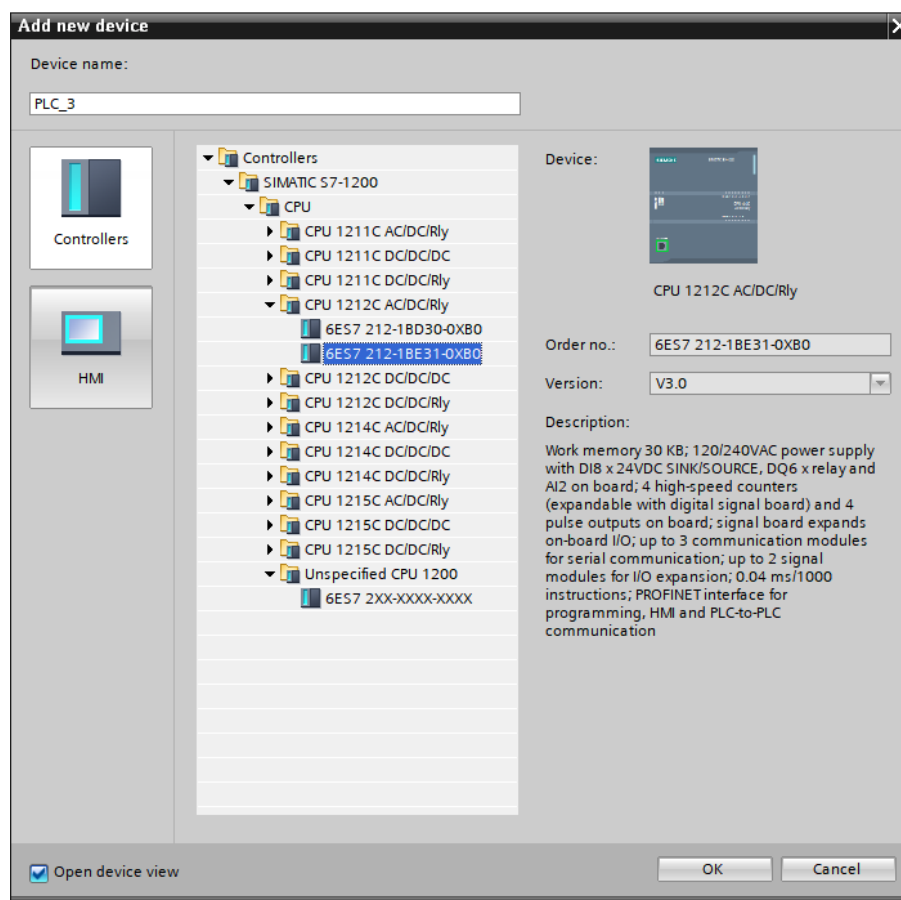 Add new device
Device name:
PLC_3
Controllers
HMI
Controllers
SIMATIC S7-1200
CPU
CPU 1211C AC/DC/Rly
CPU 1211C DC/DC/DC
CPU 1211C DC/DC/Rly
CPU 1212C AC/DC/Rly
6ES7 212-1BD30-0XB0
6ES7 212-1BE31-0XB0
CPU 1212C DC/DC/DC
CPU 1212C DC/DC/Rly
CPU 1214C AC/DC/Rly
CPU 1214C DC/DC/DC
CPU 1214C DC/DC/Rly
CPU 1215C AC/DC/Rly
CPU 1215C DC/DC/DC
CPU 1215C DC/DC/Rly
Unspecified CPU 1200
6ES7 2XX-XXXX-XXXX
Device:
CPU 1212C AC/DC/Rly
Order no.: 6ES7 212-1BE31-0XB0
Version: V3.0
Description:
Work memory 30 KB; 120/240VAC power supply
with DI8 x 24VDC SINK/SOURCE, DQ6 x relay and
AI2 on board; 4 high-speed counters
(expandable with digital signal board) and 4
pulse outputs on board; signal board expands
on-board I/O; up to 3 communication modules
for serial communication; up to 2 signal
modules for I/O expansion; 0.04 ms/1000
instructions; PROFINET interface for
programming, HMI and PLC-to-PLC
communication
Open device view
OK
Cancel